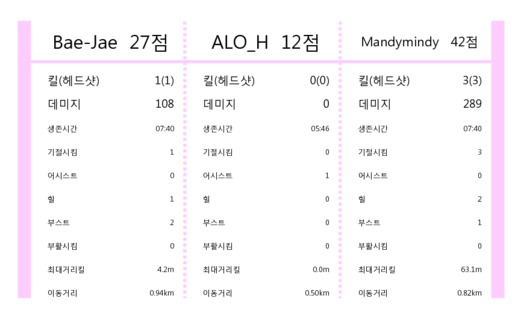 Bae-Jae 27점 ALO_H 12점 Mandymindy 42점
킬(헤드샷) 1(1) 킬(헤드샷) 0(0) 킬(헤드샷) 3(3)
데미지 108 데미지 0 데미지 289
생존시간 07:40 생존시간 05:46 생존시간 07:40
기절시킴 1 기절시킴 0 기절시킴 3
어시스트 0 어시스트 1 어시스트 0
힐 1 힐 0 힐 2
부스트 2 부스트 0 부스트 1
부활시킴 0 부활시킴 0 부활시킴 0
최대거리킬 4.2m 최대거리킬 0.0m 최대거리킬 63.1m
이동거리 0.94km 이동거리 0.50km 이동거리 0.82km